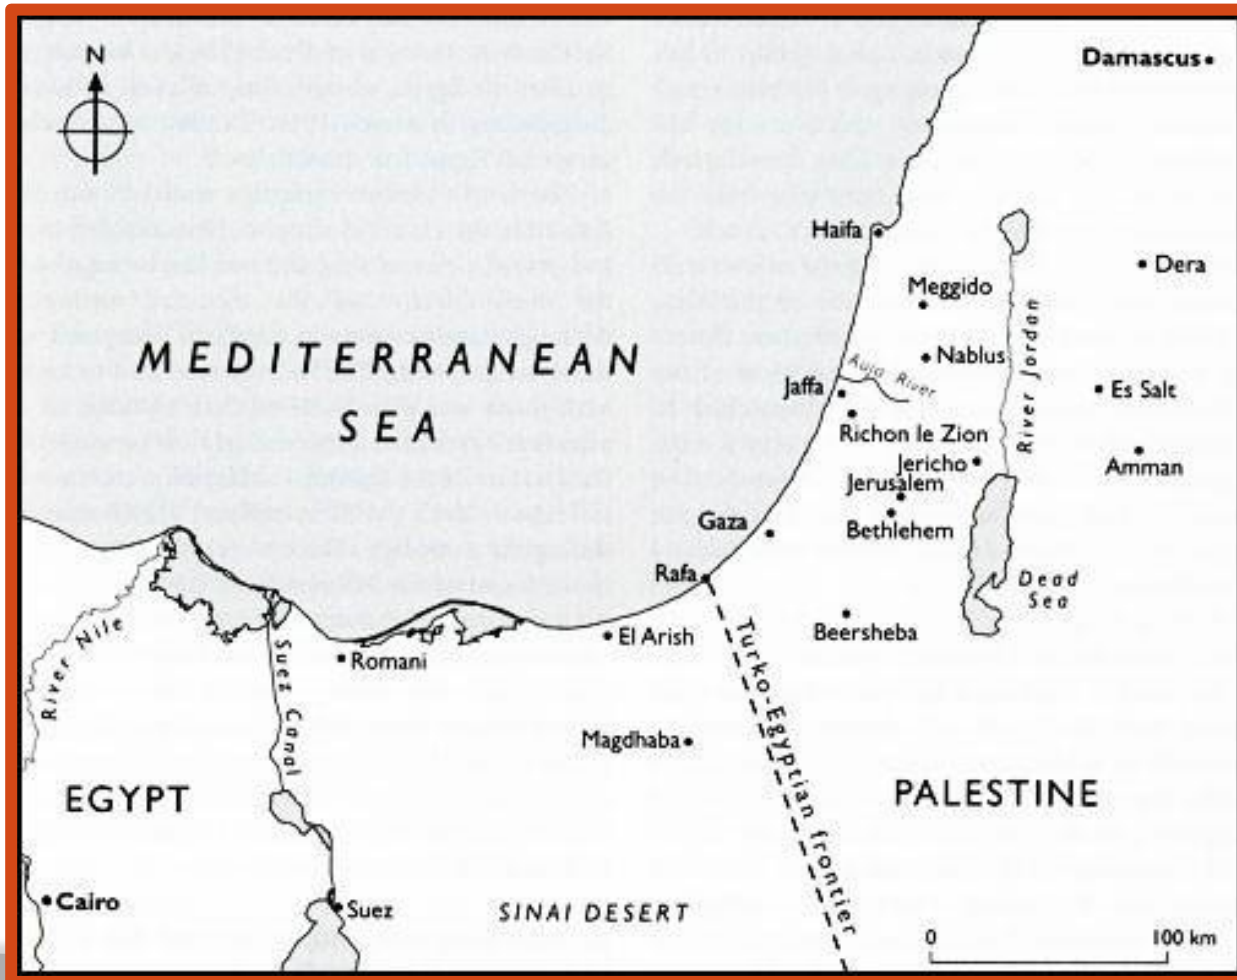 N
Damascus
Haifa
Dera
Meggido
River Jordan
Nablus
MEDITERRANEAN
SEA
Auja River
Jaffa
Es Salt
Richon le Zion
Jericho
Amman
Jerusalem
Bethlehem
Gaza
Rafa
Dead
Sea
Beersheba
River Nile
El Arish
Suez Canal
Romani
Turko-Egyptian frontier
Magdhaba
EGYPT
PALESTINE
Cairo
Suez
SINAI DESERT
0
100 km